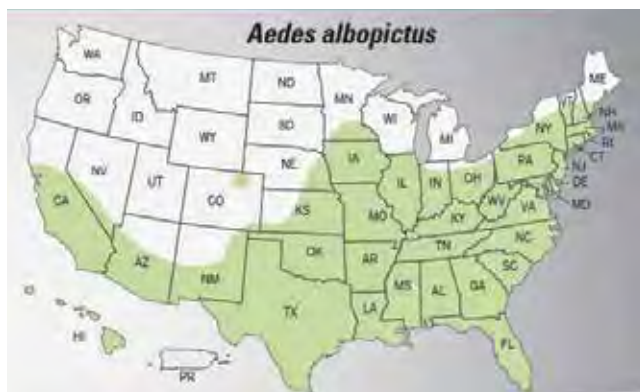 Aedes albopictus
WA
MT
ND
MN
ME
VT
OR
ID
SD
WI
MI
NY
NH
MA
RI
CT
WY
NE
IA
PA
NJ
DE
MD
NV
UT
CO
IL
IN
OH
WV
VA
CA
KS
MO
KY
NC
AZ
NM
OK
AR
TN
SC
TX
LA
MS
AL
GA
FL
HI
PR